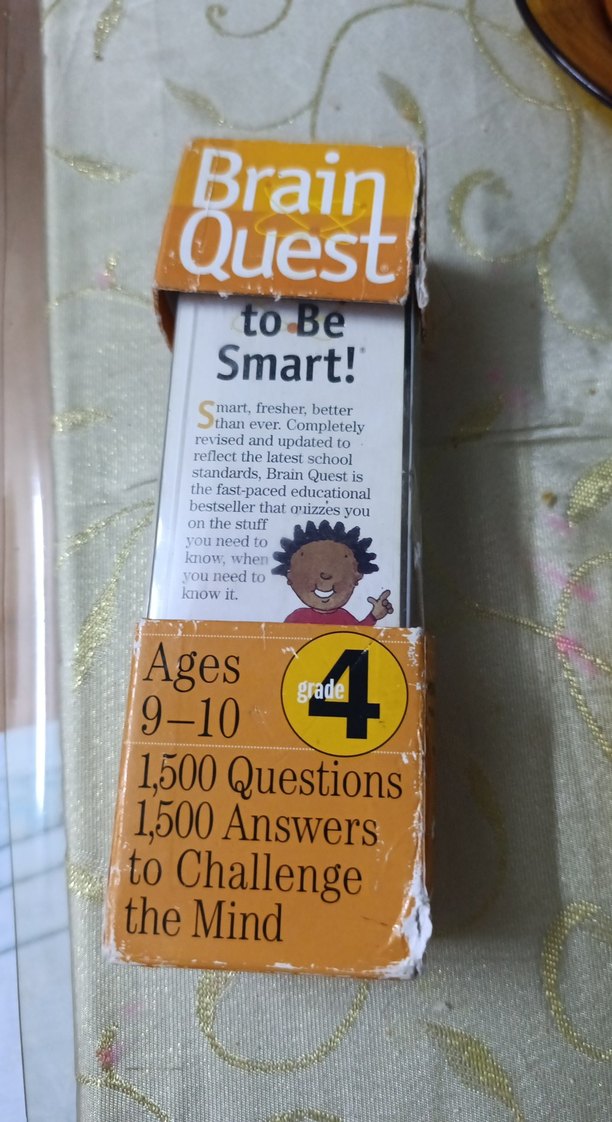 Brain
Quest®
to Be
Smart!®
Smart, fresher, better
than ever. Completely
revised and updated to
reflect the latest school
standards, Brain Quest is
the fast-paced educational
bestseller that quizzes you
on the stuff
you need to
know, when
you need to
know it.
Ages
9–10
grade 4
1,500 Questions
1,500 Answers
to Challenge
the Mind